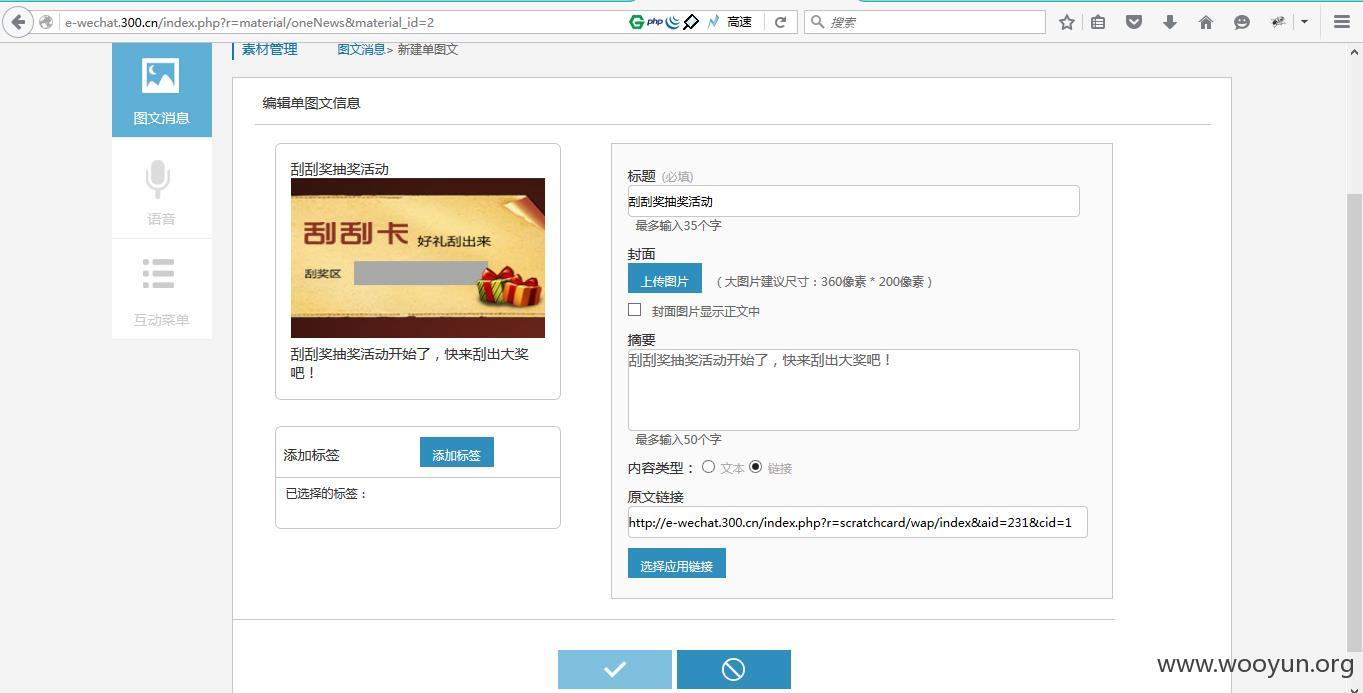 e-wechat.300.cn/index.php?r=material/oneNews&material_id=2
php
高速
搜索
素材管理
图文消息> 新建单图文
图文消息
语音
互动菜单
编辑单图文信息
刮刮奖抽奖活动
刮刮卡 好礼刮出来
刮奖区
刮刮奖抽奖活动开始了，快来刮出大奖
吧！
添加标签
添加标签
已选择的标签：
标题 (必填)
刮刮奖抽奖活动
最多输入35个字
封面
上传图片
（大图片建议尺寸：360像素 * 200像素）
封面图片显示正文中
摘要
刮刮奖抽奖活动开始了，快来刮出大奖吧！
最多输入50个字
内容类型： 文本 链接
原文链接
http://e-wechat.300.cn/index.php?r=scratchcard/wap/index&aid=231&cid=1
选择应用链接
www.wooyun.org